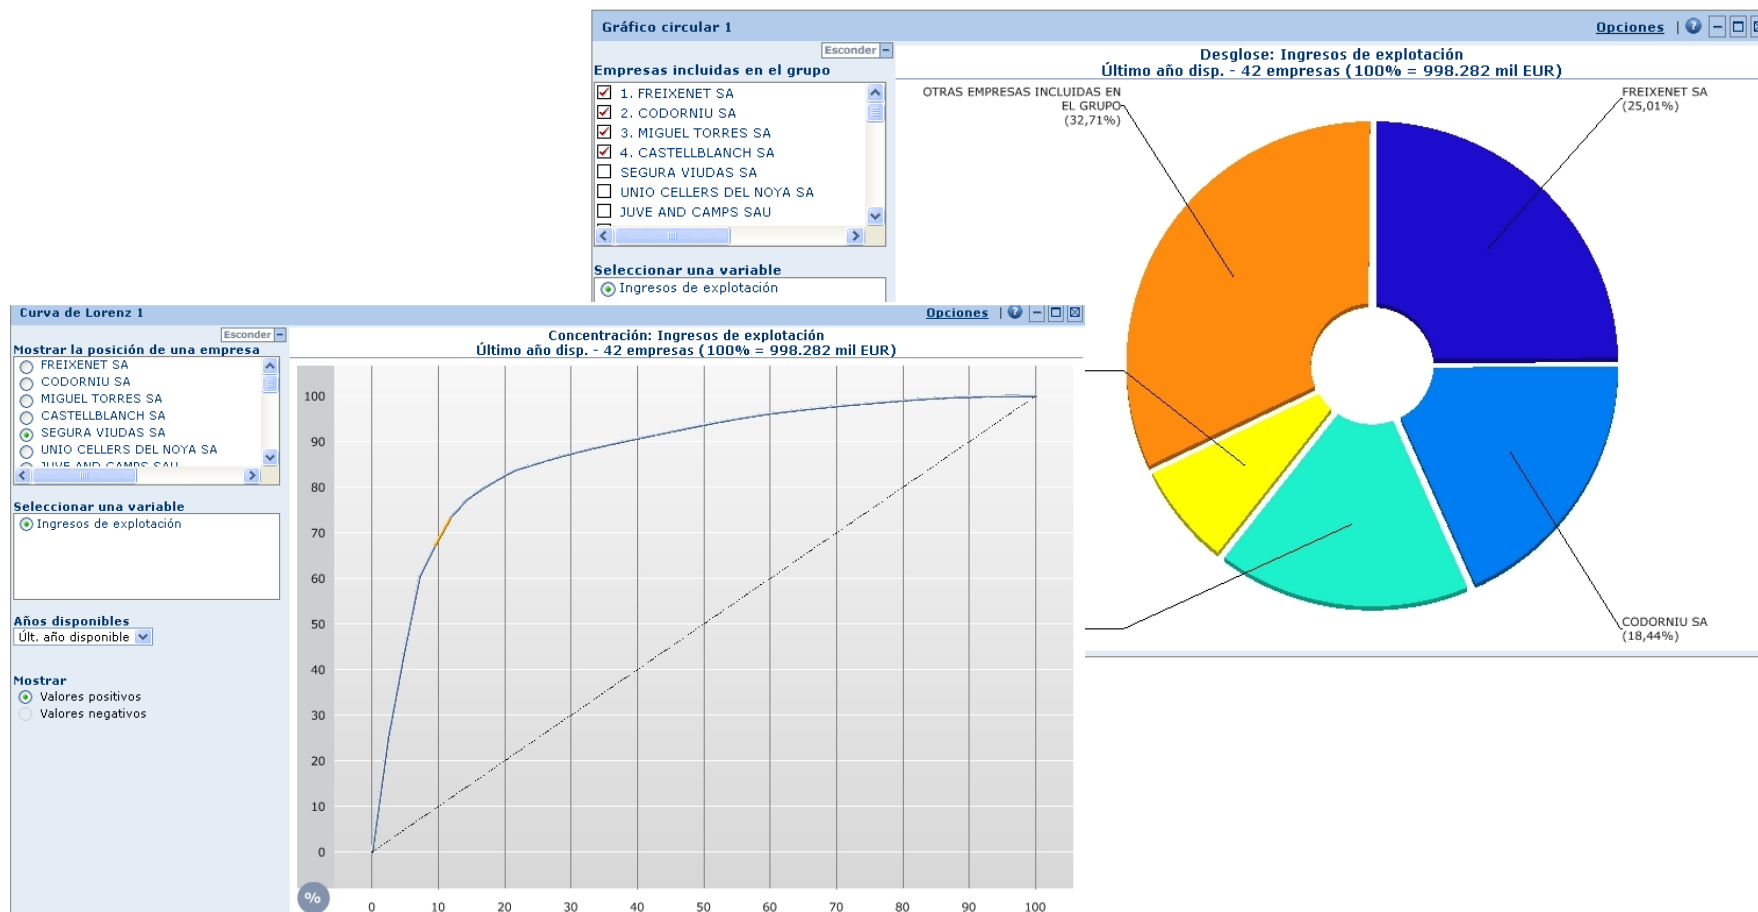 Gráfico circular 1
Opciones | ?
Esconder
Empresas incluidas en el grupo
1. FREIXENET SA
2. CODORNIU SA
3. MIGUEL TORRES SA
4. CASTELLBLANCH SA
SEGURA VIUDAS SA
UNIO CELLERS DEL NOYA SA
JUVE AND CAMPS SAU
Seleccionar una variable
Ingresos de explotación
Desglose: Ingresos de explotación
Último año disp. - 42 empresas (100% = 998.282 mil EUR)
OTRAS EMPRESAS INCLUIDAS EN
EL GRUPO
(32,71%)
FREIXENET SA
(25,01%)
CODORNIU SA
(18,44%)
Curva de Lorenz 1
Opciones | ?
Esconder
Mostrar la posición de una empresa
FREIXENET SA
CODORNIU SA
MIGUEL TORRES SA
CASTELLBLANCH SA
SEGURA VIUDAS SA
UNIO CELLERS DEL NOYA SA
JUVE AND CAMPS SAU
Seleccionar una variable
Ingresos de explotación
Años disponibles
Últ. año disponible
Mostrar
Valores positivos
Valores negativos
Concentración: Ingresos de explotación
Último año disp. - 42 empresas (100% = 998.282 mil EUR)
100
90
80
70
60
50
40
30
20
10
0
%
0 10 20 30 40 50 60 70 80 90 100